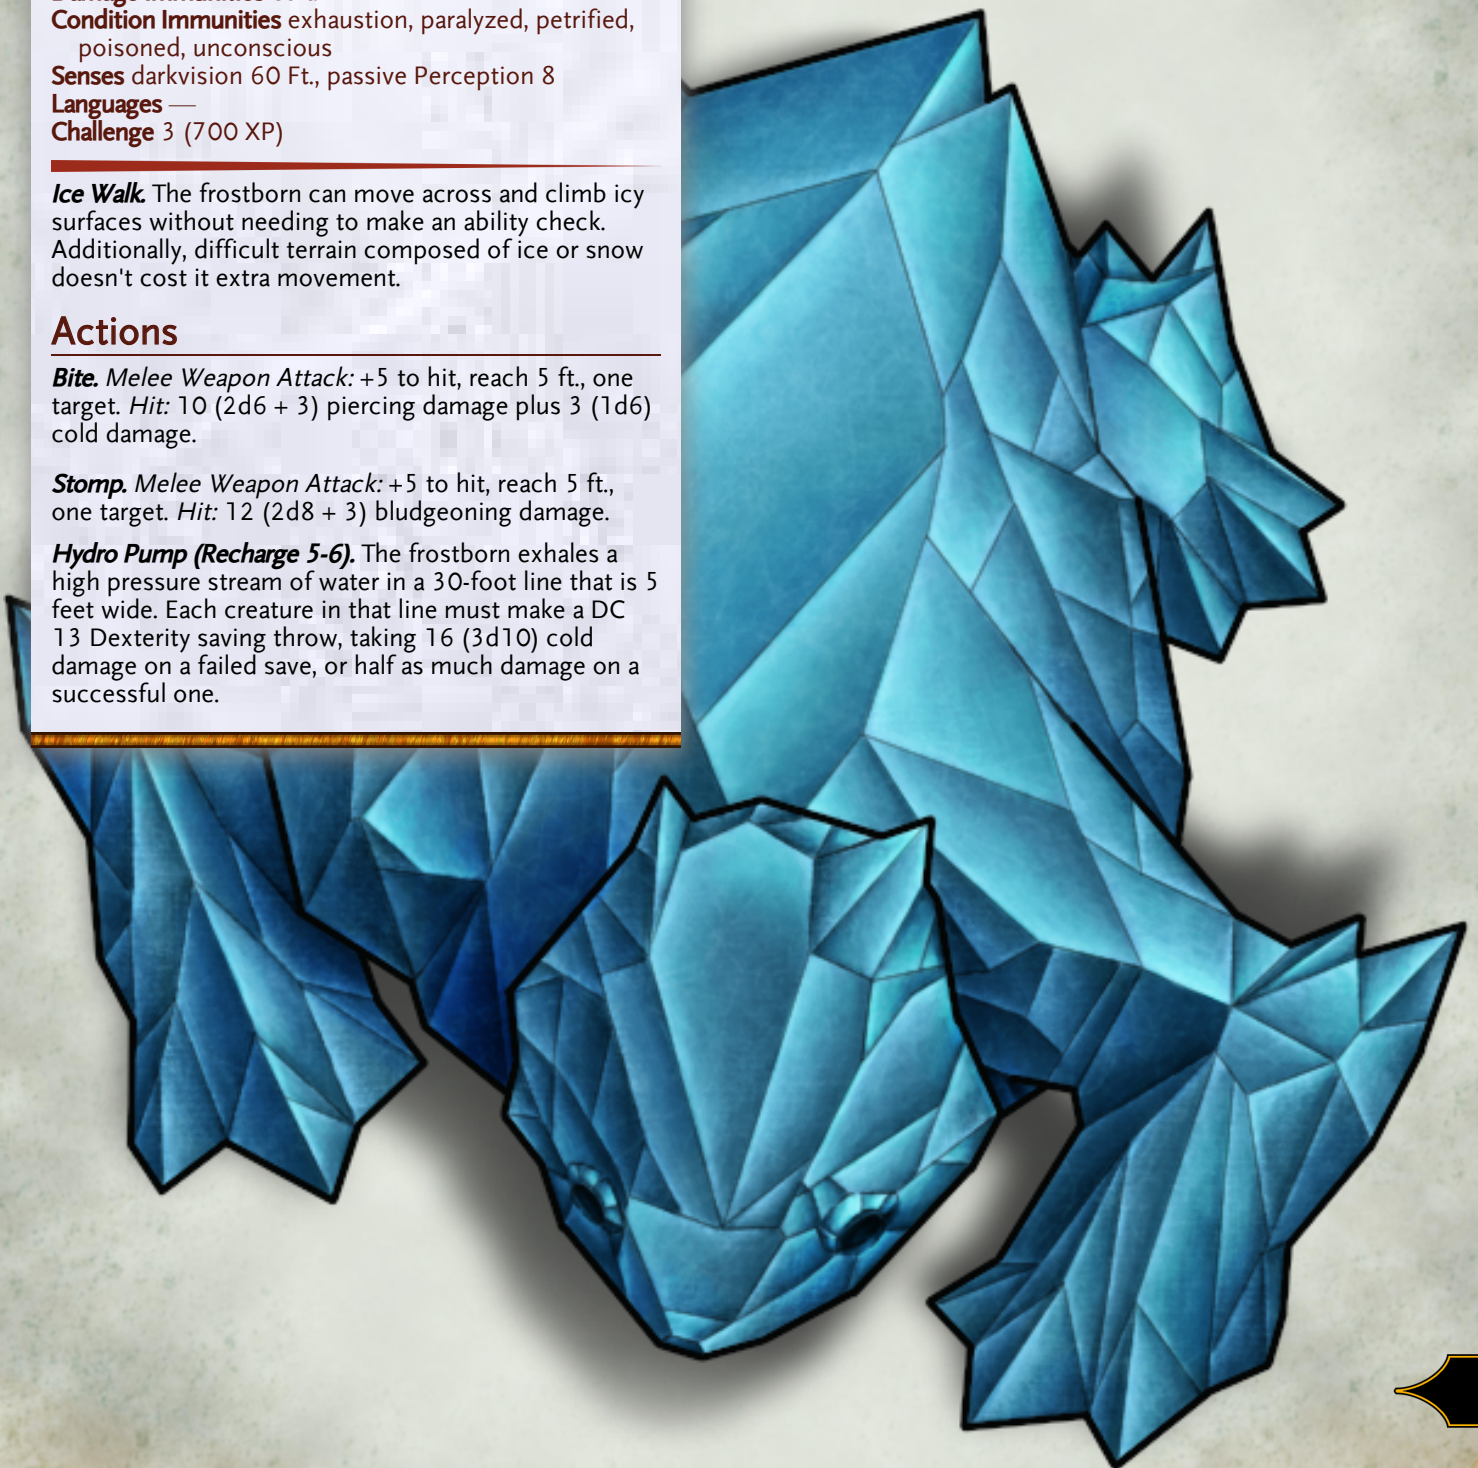 Condition Immunities exhaustion, paralyzed, petrified,
poisoned, unconscious
Senses darkvision 60 Ft., passive Perception 8
Languages —
Challenge 3 (700 XP)
Ice Walk. The frostborn can move across and climb icy
surfaces without needing to make an ability check.
Additionally, difficult terrain composed of ice or snow
doesn't cost it extra movement.
Actions
Bite. Melee Weapon Attack: +5 to hit, reach 5 ft., one
target. Hit: 10 (2d6 + 3) piercing damage plus 3 (1d6)
cold damage.
Stomp. Melee Weapon Attack: +5 to hit, reach 5 ft.,
one target. Hit: 12 (2d8 + 3) bludgeoning damage.
Hydro Pump (Recharge 5-6). The frostborn exhales a
high pressure stream of water in a 30-foot line that is 5
feet wide. Each creature in that line must make a DC
13 Dexterity saving throw, taking 16 (3d10) cold
damage on a failed save, or half as much damage on a
successful one.